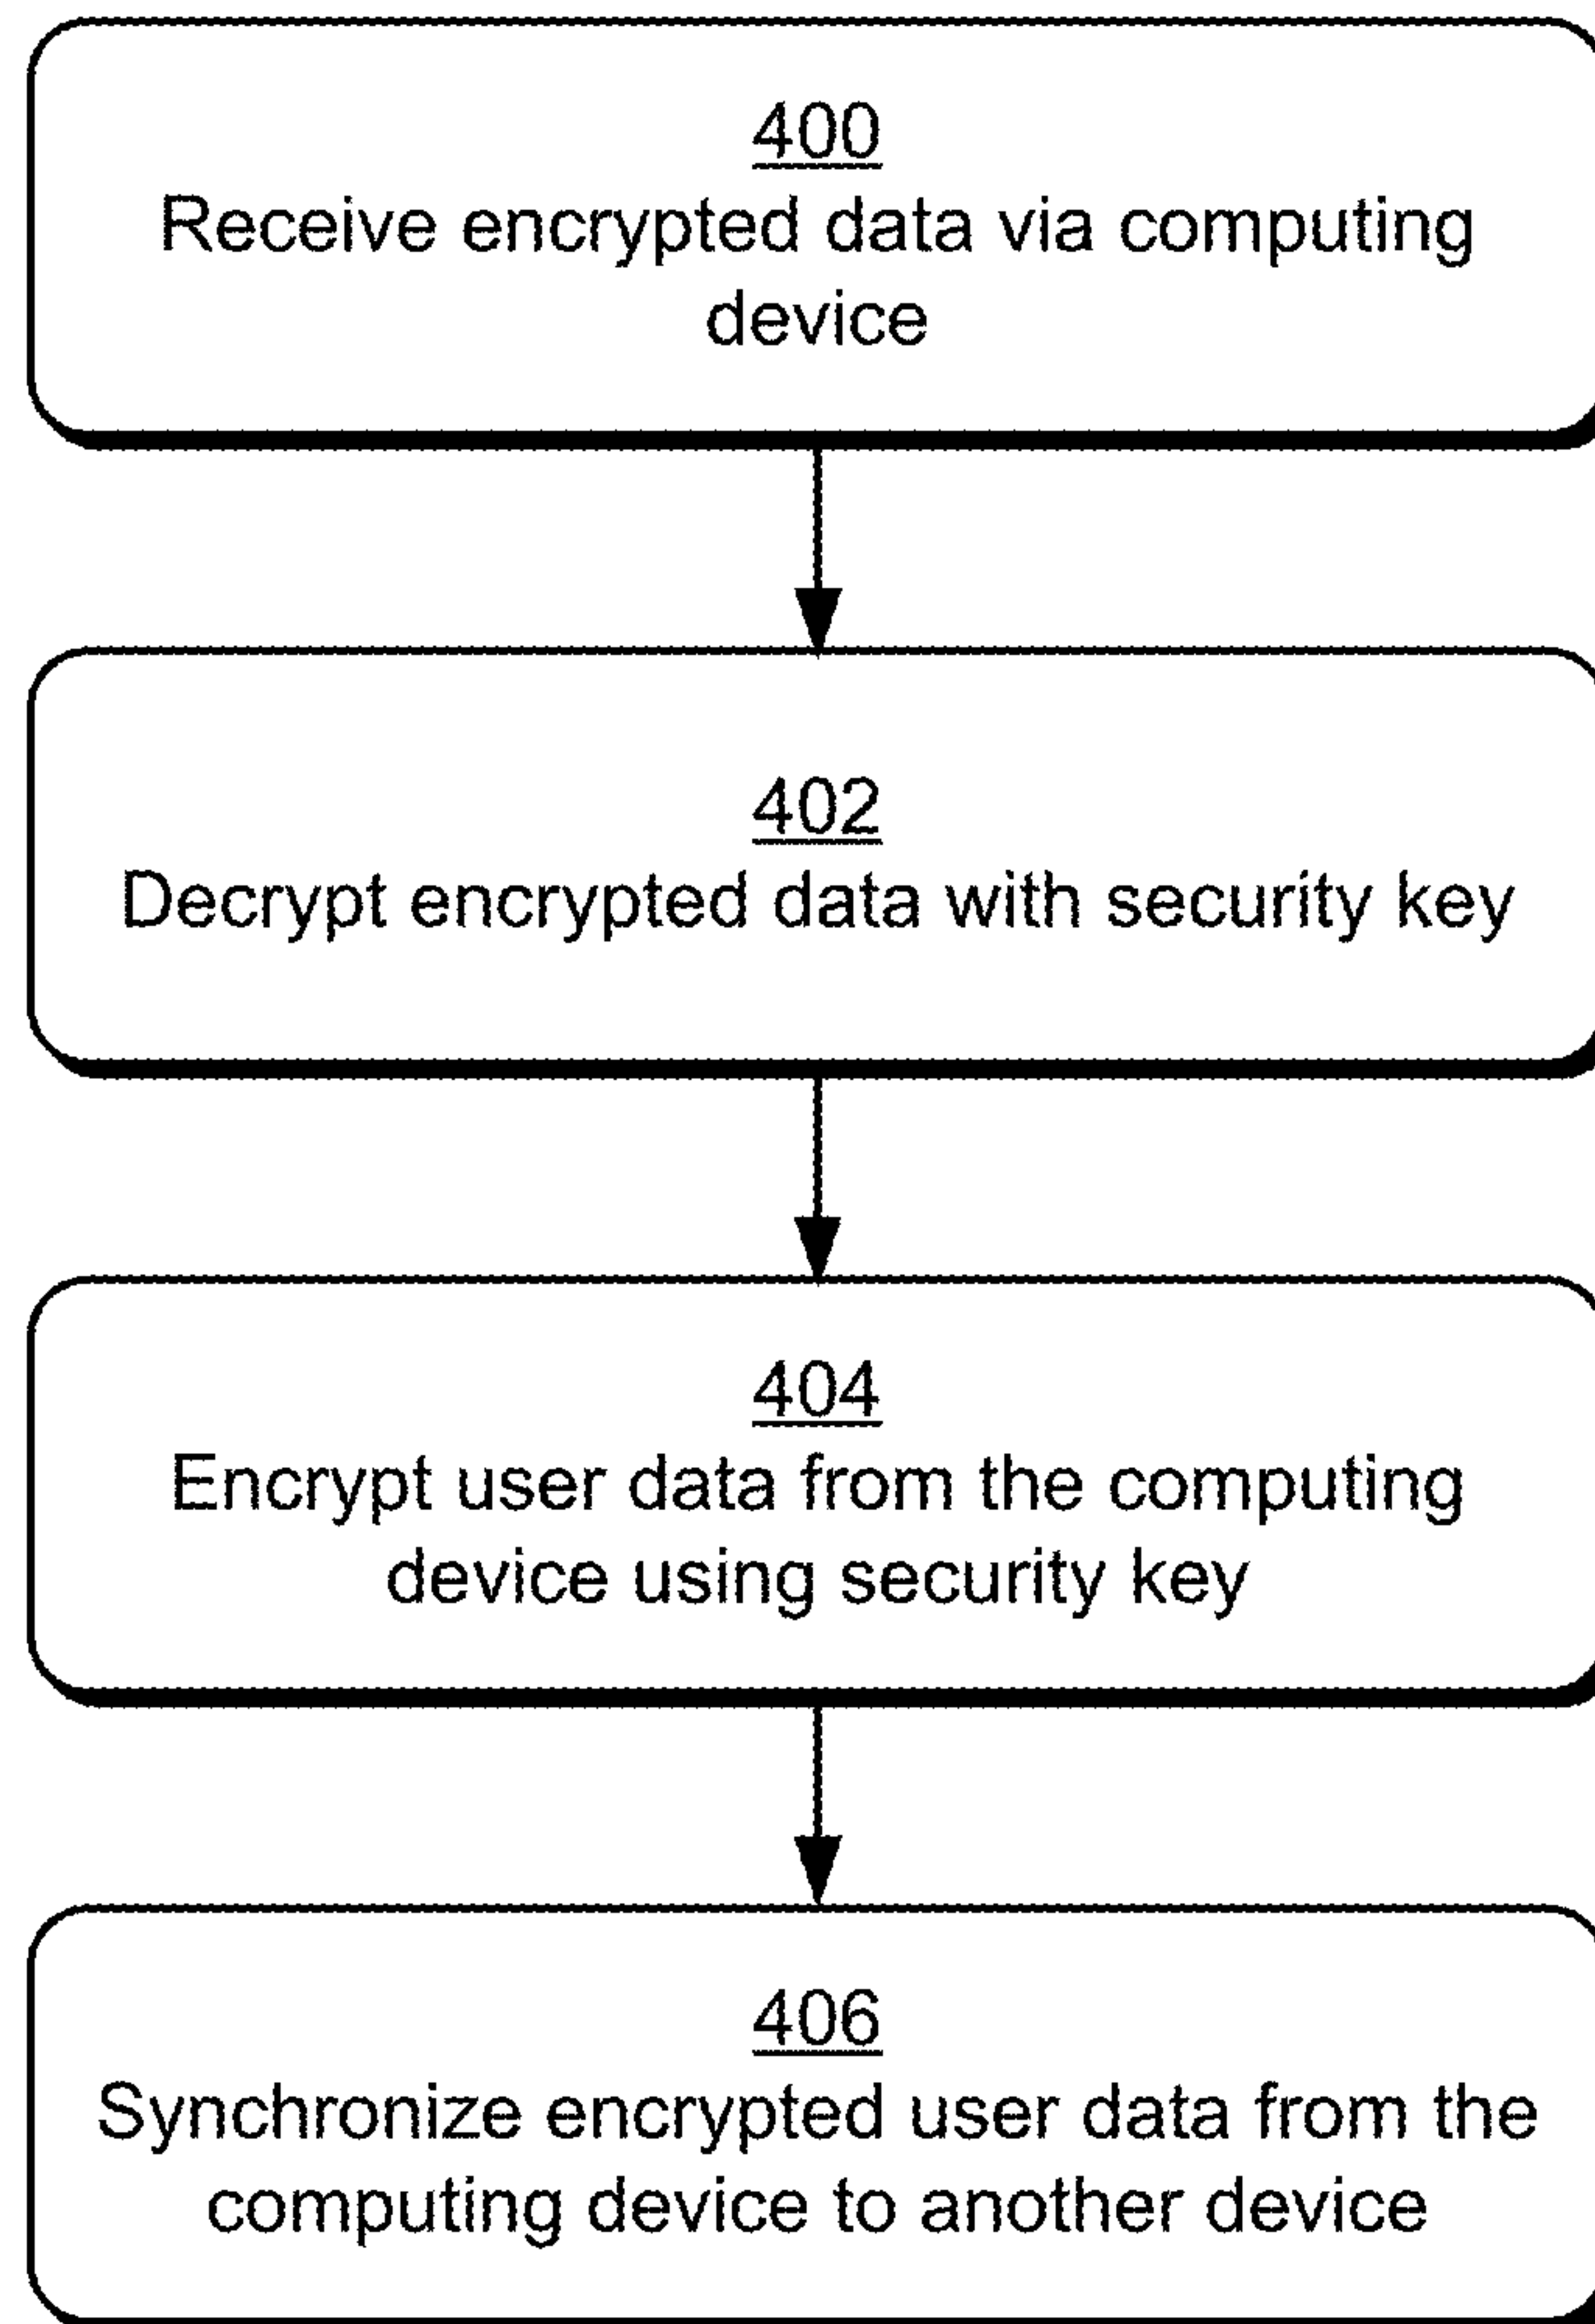 400
Receive encrypted data via computing
device
402
Decrypt encrypted data with security key
404
Encrypt user data from the computing
device using security key
406
Synchronize encrypted user data from the
computing device to another device